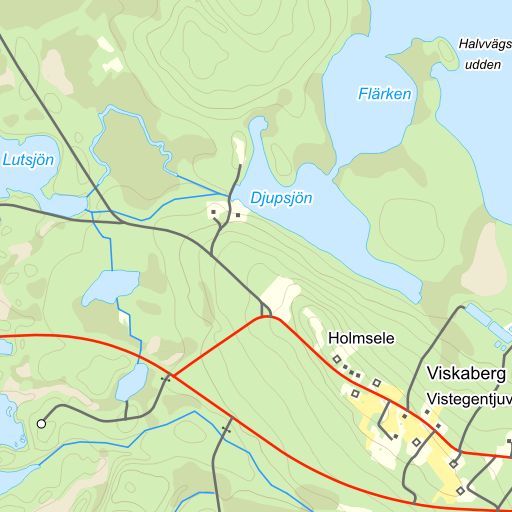 Halvvägs
udden
Flärken
Lutsjön
Djupsjön
Holmsele
Viskaberg
Vistegentjuv